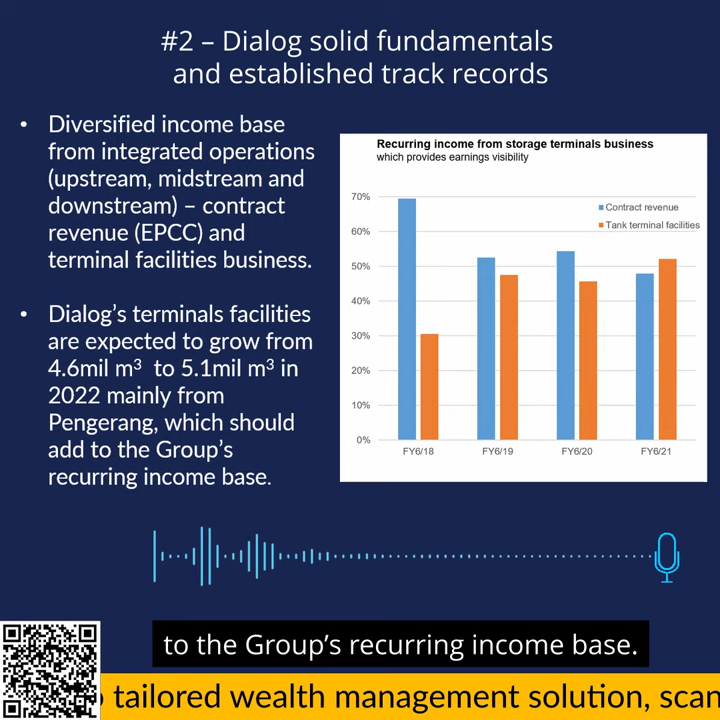 #2 – Dialog solid fundamentals
and established track records
• Diversified income base
from integrated operations
(upstream, midstream and
downstream) – contract
revenue (EPCC) and
terminal facilities business.
• Dialog's terminals facilities
are expected to grow from
4.6mil m³ to 5.1mil m³ in
2022 mainly from
Pengerang, which should
add to the Group's
recurring income base.
Recurring income from storage terminals business
which provides earnings visibility
Contract revenue
Tank terminal facilities
70%
60%
50%
40%
30%
20%
10%
0%
FY6/18 FY6/19 FY6/20 FY6/21
to the Group's recurring income base.
tailored wealth management solution, scan